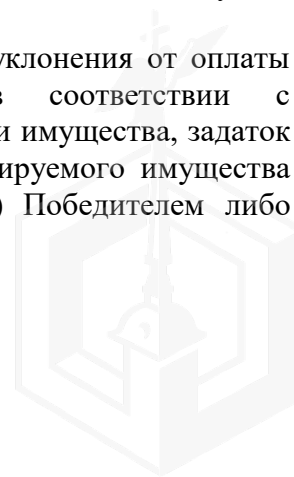 уклонения от оплаты
в соответствии с
и имущества, задаток
ируемого имущества
) Победителем либо